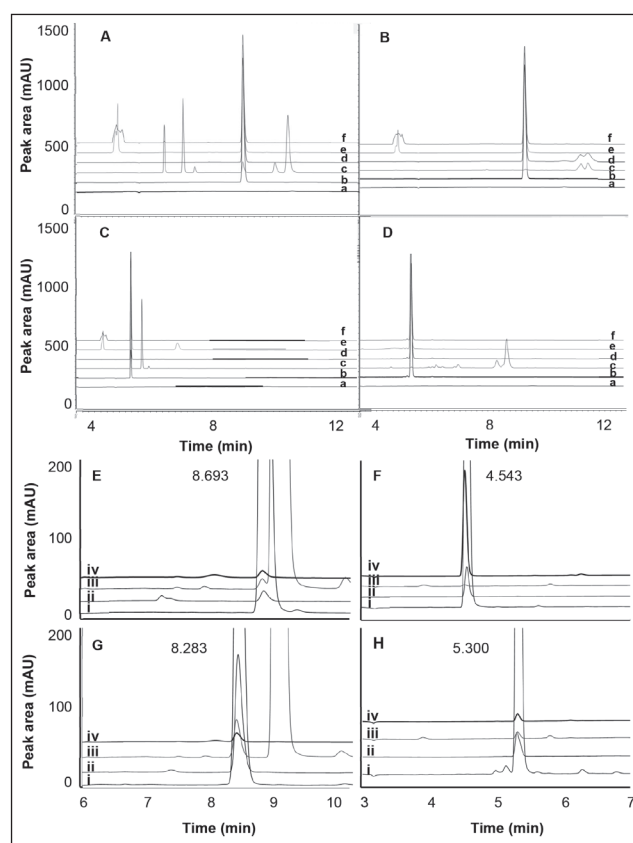 A
B
Peak area (mAU)
1500
1000
500
0
f
e
d
c
b
a
f
e
d
c
b
a
C
D
Peak area (mAU)
1500
1000
500
0
f
e
d
c
b
a
f
e
d
c
b
a
4 8 12
4 8 12
Time (min)
Time (min)
E 8.693
F 4.543
Peak area (mAU)
200
100
0
iv
iii
ii
i
iv
iii
ii
i
G 8.283
H 5.300
Peak area (mAU)
200
100
0
iv
iii
ii
i
iv
iii
ii
i
6 7 8 9 10
3 4 5 6 7
Time (min)
Time (min)